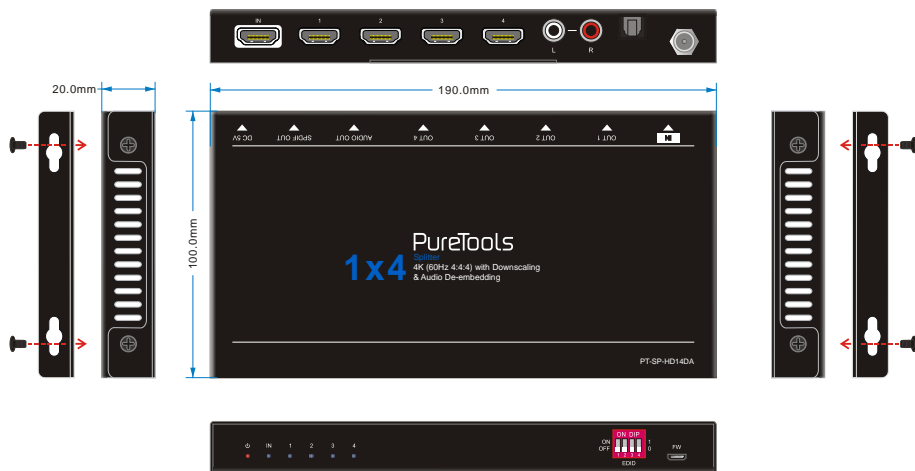 IN 1 2 3 4
L R
20.0mm
190.0mm
100.0mm
DC 5V SPDIF OUT AUDIO OUT OUT 4 OUT 3 OUT 2 OUT 1 IN
PureTools
Splitter
1x4
4K (60Hz 4:4:4) with Downscaling
& Audio De-embedding
PT-SP-HD14DA
IN 1 2 3 4
ON DIP
ON 1
OFF 0
1 2 3 4
EDID
FW